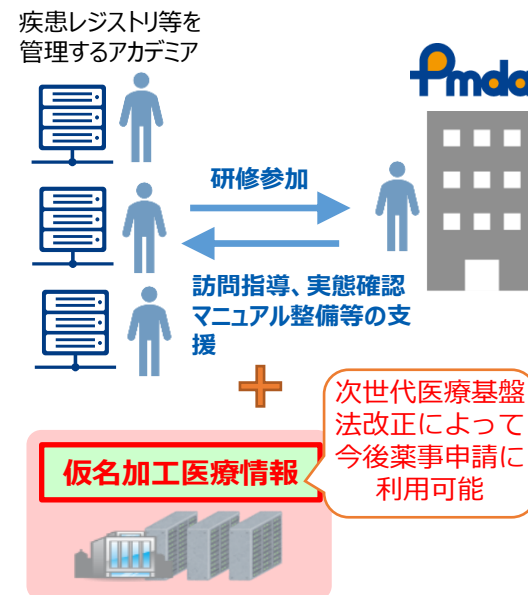 疾患レジストリ等を
管理するアカデミア
Pmda
研修参加
訪問指導、実態確認
マニュアル整備等の支
援
次世代医療基盤
法改正によって
今後薬事申請に
利用可能
仮名加工医療情報